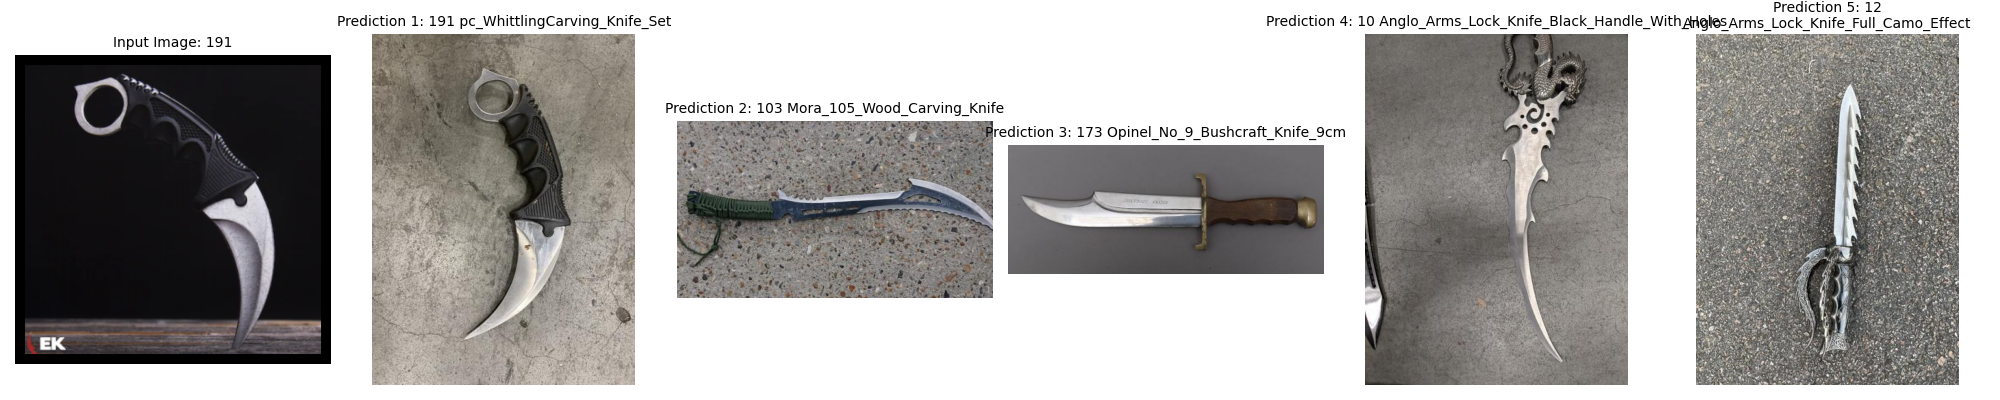 Input Image: 191
Prediction 1: 191 pc_WhittlingCarving_Knife_Set
Prediction 2: 103 Mora_105_Wood_Carving_Knife
Prediction 3: 173 Opinel_No_9_Bushcraft_Knife_9cm
Prediction 4: 10 Anglo_Arms_Lock_Knife_Black_Handle_With_Holes
Prediction 5: 12
Anglo_Arms_Lock_Knife_Full_Camo_Effect
EK